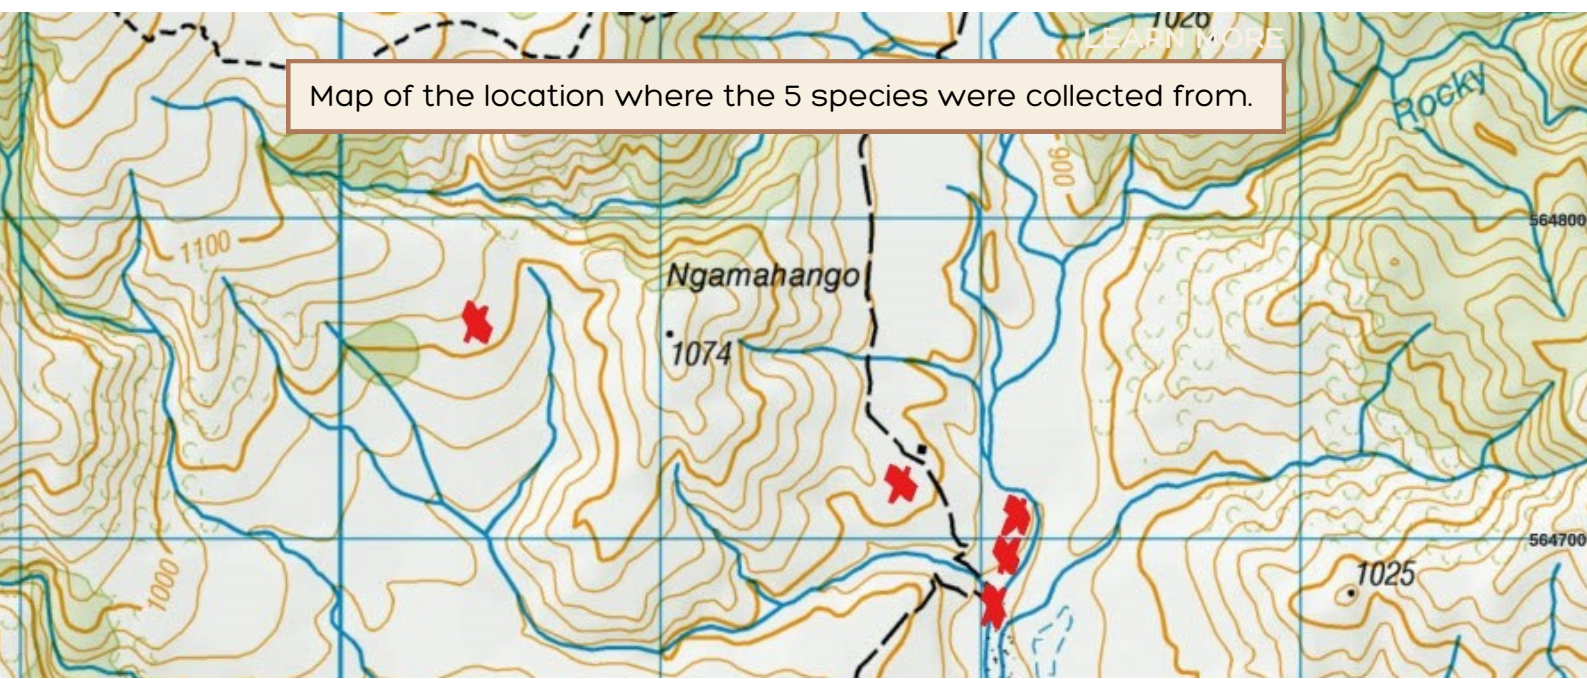 1026
LEARN MORE
Map of the location where the 5 species were collected from.
Rocky
900
564800
1100
Ngamahango
1074
564700
1025
1000